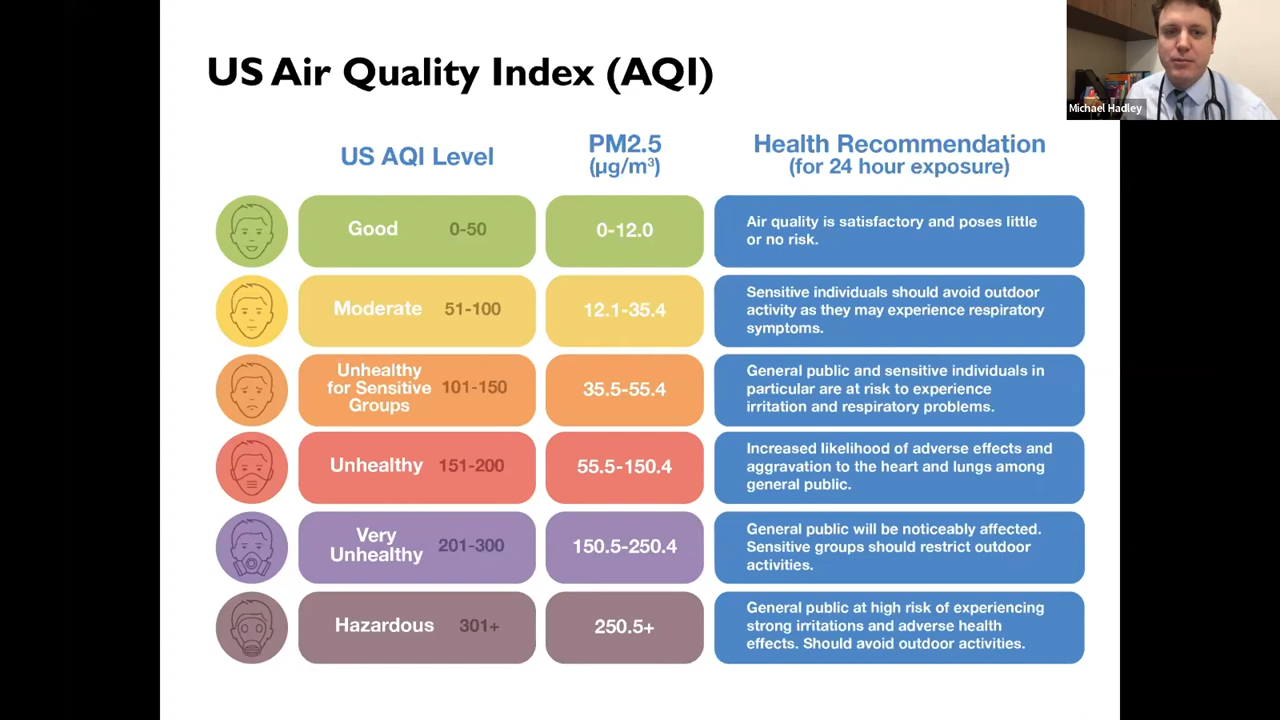 US Air Quality Index (AQI)
Michael Hadley
US AQI Level
PM2.5
(µg/m³)
Health Recommendation
(for 24 hour exposure)
Good 0-50
0-12.0
Air quality is satisfactory and poses little
or no risk.
Moderate 51-100
12.1-35.4
Sensitive individuals should avoid outdoor
activity as they may experience respiratory
symptoms.
Unhealthy
for Sensitive
Groups
101-150
35.5-55.4
General public and sensitive individuals in
particular are at risk to experience
irritation and respiratory problems.
Unhealthy 151-200
55.5-150.4
Increased likelihood of adverse effects and
aggravation to the heart and lungs among
general public.
Very
Unhealthy
201-300
150.5-250.4
General public will be noticeably affected.
Sensitive groups should restrict outdoor
activities.
Hazardous 301+
250.5+
General public at high risk of experiencing
strong irritations and adverse health
effects. Should avoid outdoor activities.